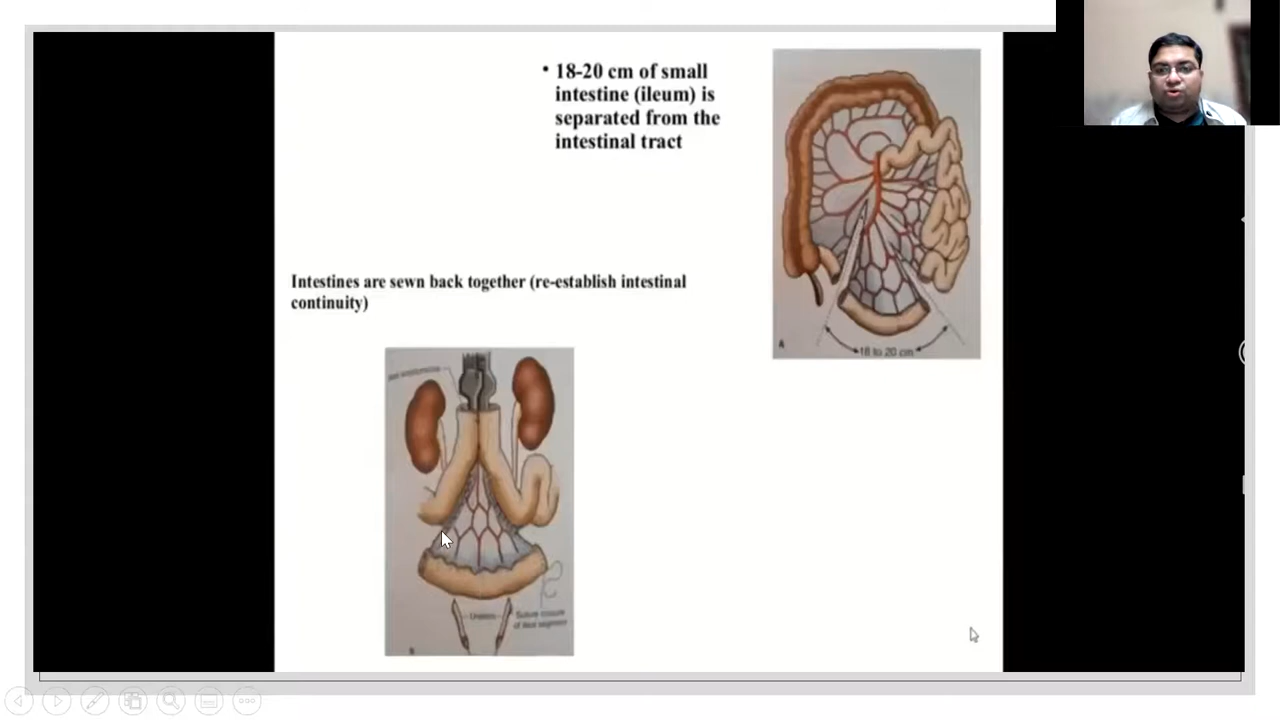 • 18-20 cm of small
intestine (ileum) is
separated from the
intestinal tract
A
18 to 20 cm
Intestines are sewn back together (re-establish intestinal
continuity)
Ureters
Suture closure
of ileal segment
B